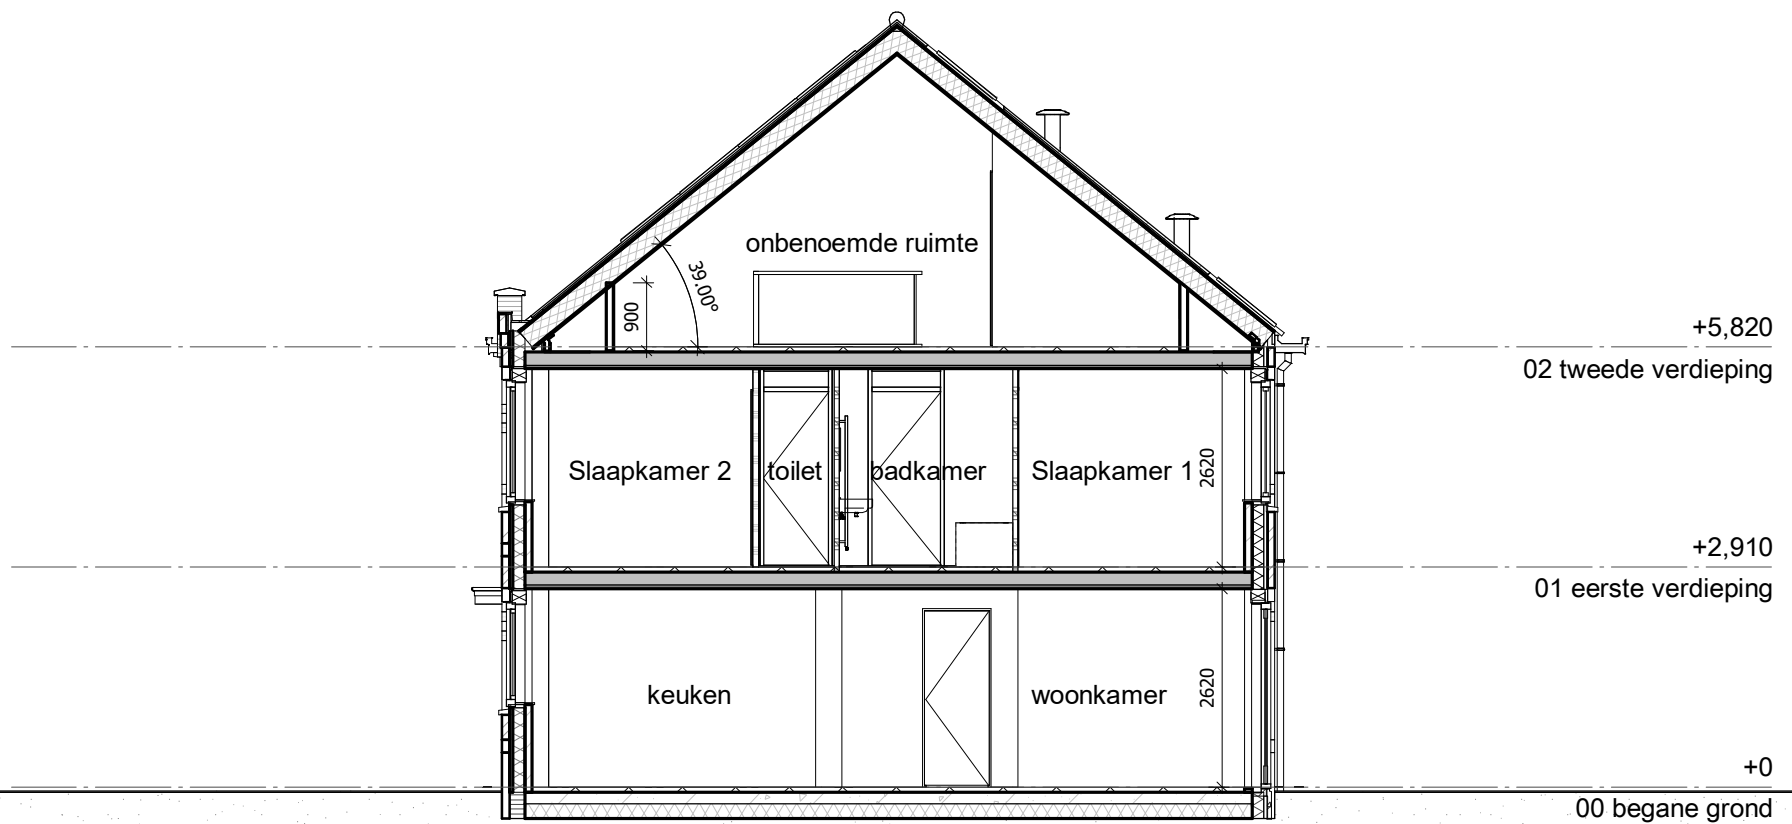 onbenoemde ruimte
39.00°
900
+5,820
02 tweede verdieping
Slaapkamer 2
toilet
badkamer
Slaapkamer 1
2620
+2,910
01 eerste verdieping
keuken
woonkamer
2620
+0
00 begane grond